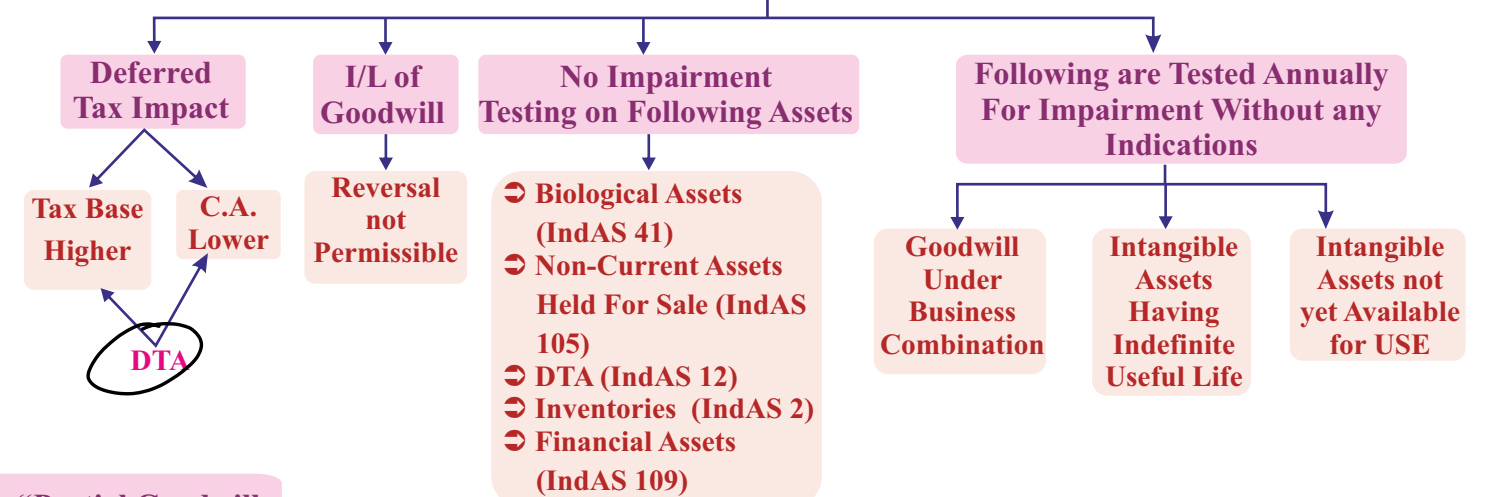 Deferred
Tax Impact
I/L of
Goodwill
No Impairment
Testing on Following Assets
Following are Tested Annually
For Impairment Without any
Indications
Tax Base
Higher
C.A.
Lower
DTA
Reversal
not
Permissible
➲ Biological Assets
(IndAS 41)
➲ Non-Current Assets
Held For Sale (IndAS
105)
➲ DTA (IndAS 12)
➲ Inventories (IndAS 2)
➲ Financial Assets
(IndAS 109)
Goodwill
Under
Business
Combination
Intangible
Assets
Having
Indefinite
Useful Life
Intangible
Assets not
yet Available
for USE